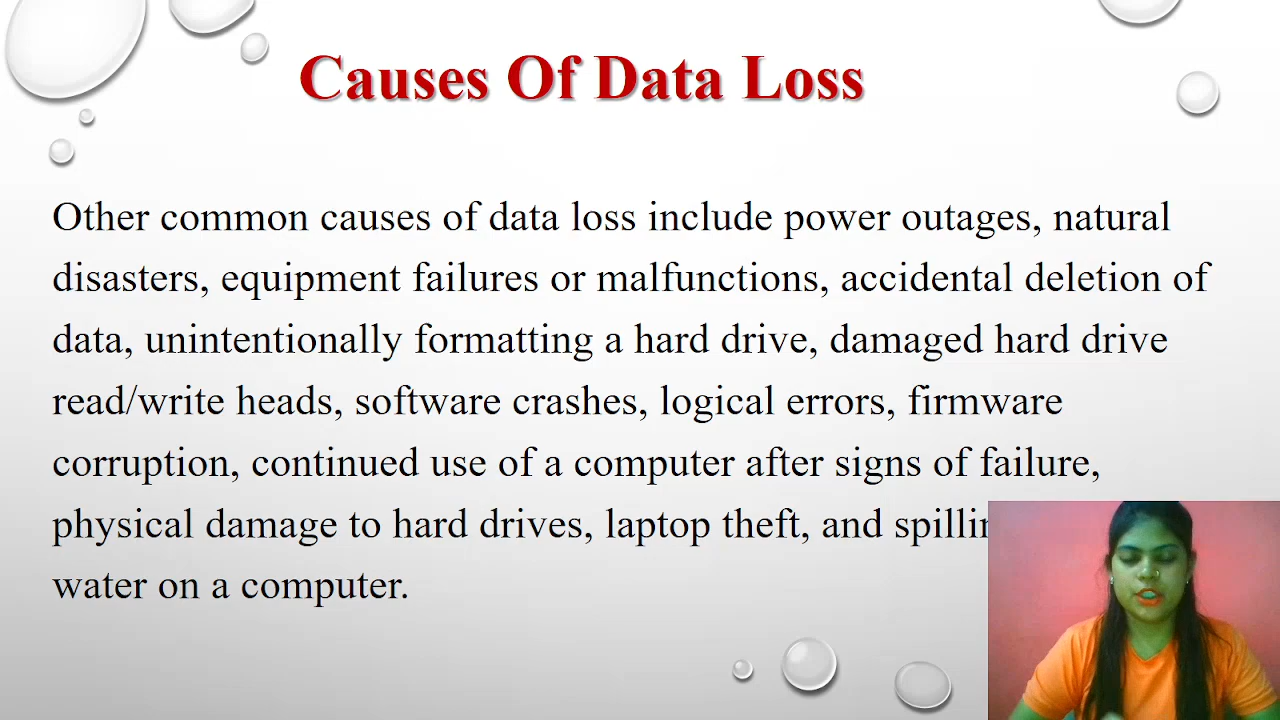 Causes Of Data Loss
Other common causes of data loss include power outages, natural
disasters, equipment failures or malfunctions, accidental deletion of
data, unintentionally formatting a hard drive, damaged hard drive
read/write heads, software crashes, logical errors, firmware
corruption, continued use of a computer after signs of failure,
physical damage to hard drives, laptop theft, and
water on a computer.